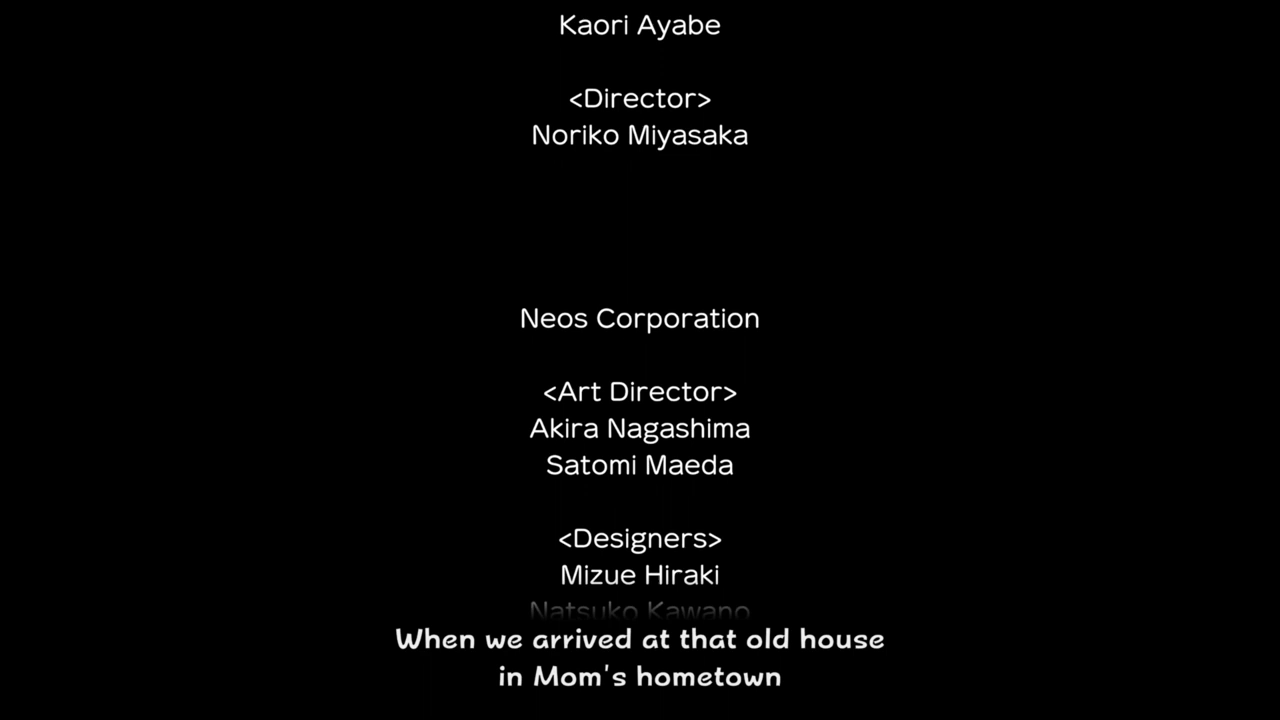 Kaori Ayabe
<Director>
Noriko Miyasaka
Neos Corporation
<Art Director>
Akira Nagashima
Satomi Maeda
<Designers>
Mizue Hiraki
Natsuko Kawano
When we arrived at that old house
in Mom's hometown